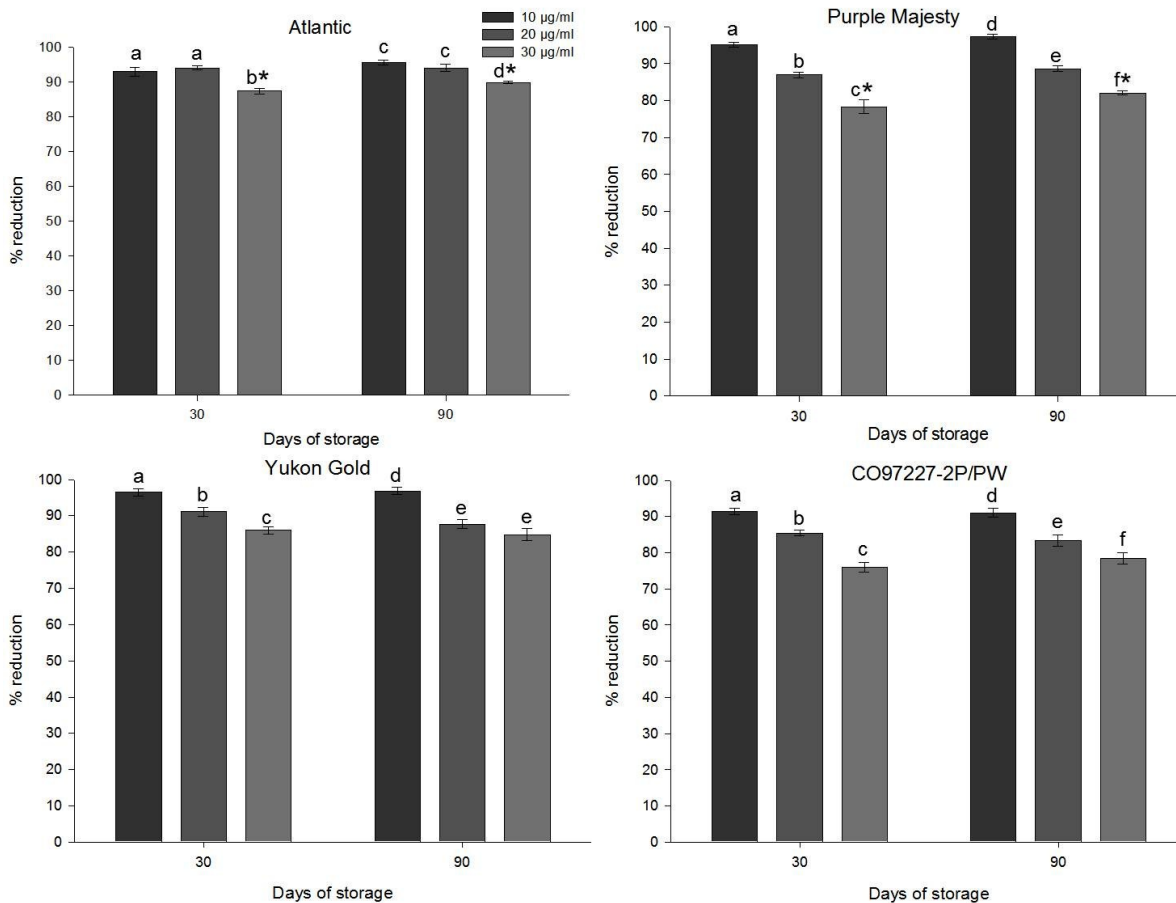 Atlantic
10 µg/ml
20 µg/ml
30 µg/ml
% reduction
100
90
80
70
60
50
40
30
20
10
0
a
a
b*
c
c
d*
30
90
Days of storage
Purple Majesty
% reduction
100
90
80
70
60
50
40
30
20
10
0
a
b
c*
d
e
f*
30
90
Days of storage
Yukon Gold
% reduction
100
90
80
70
60
50
40
30
20
10
0
a
b
c
d
e
e
30
90
Days of storage
CO97227-2P/PW
% reduction
100
90
80
70
60
50
40
30
20
10
0
a
b
c
d
e
f
30
90
Days of storage